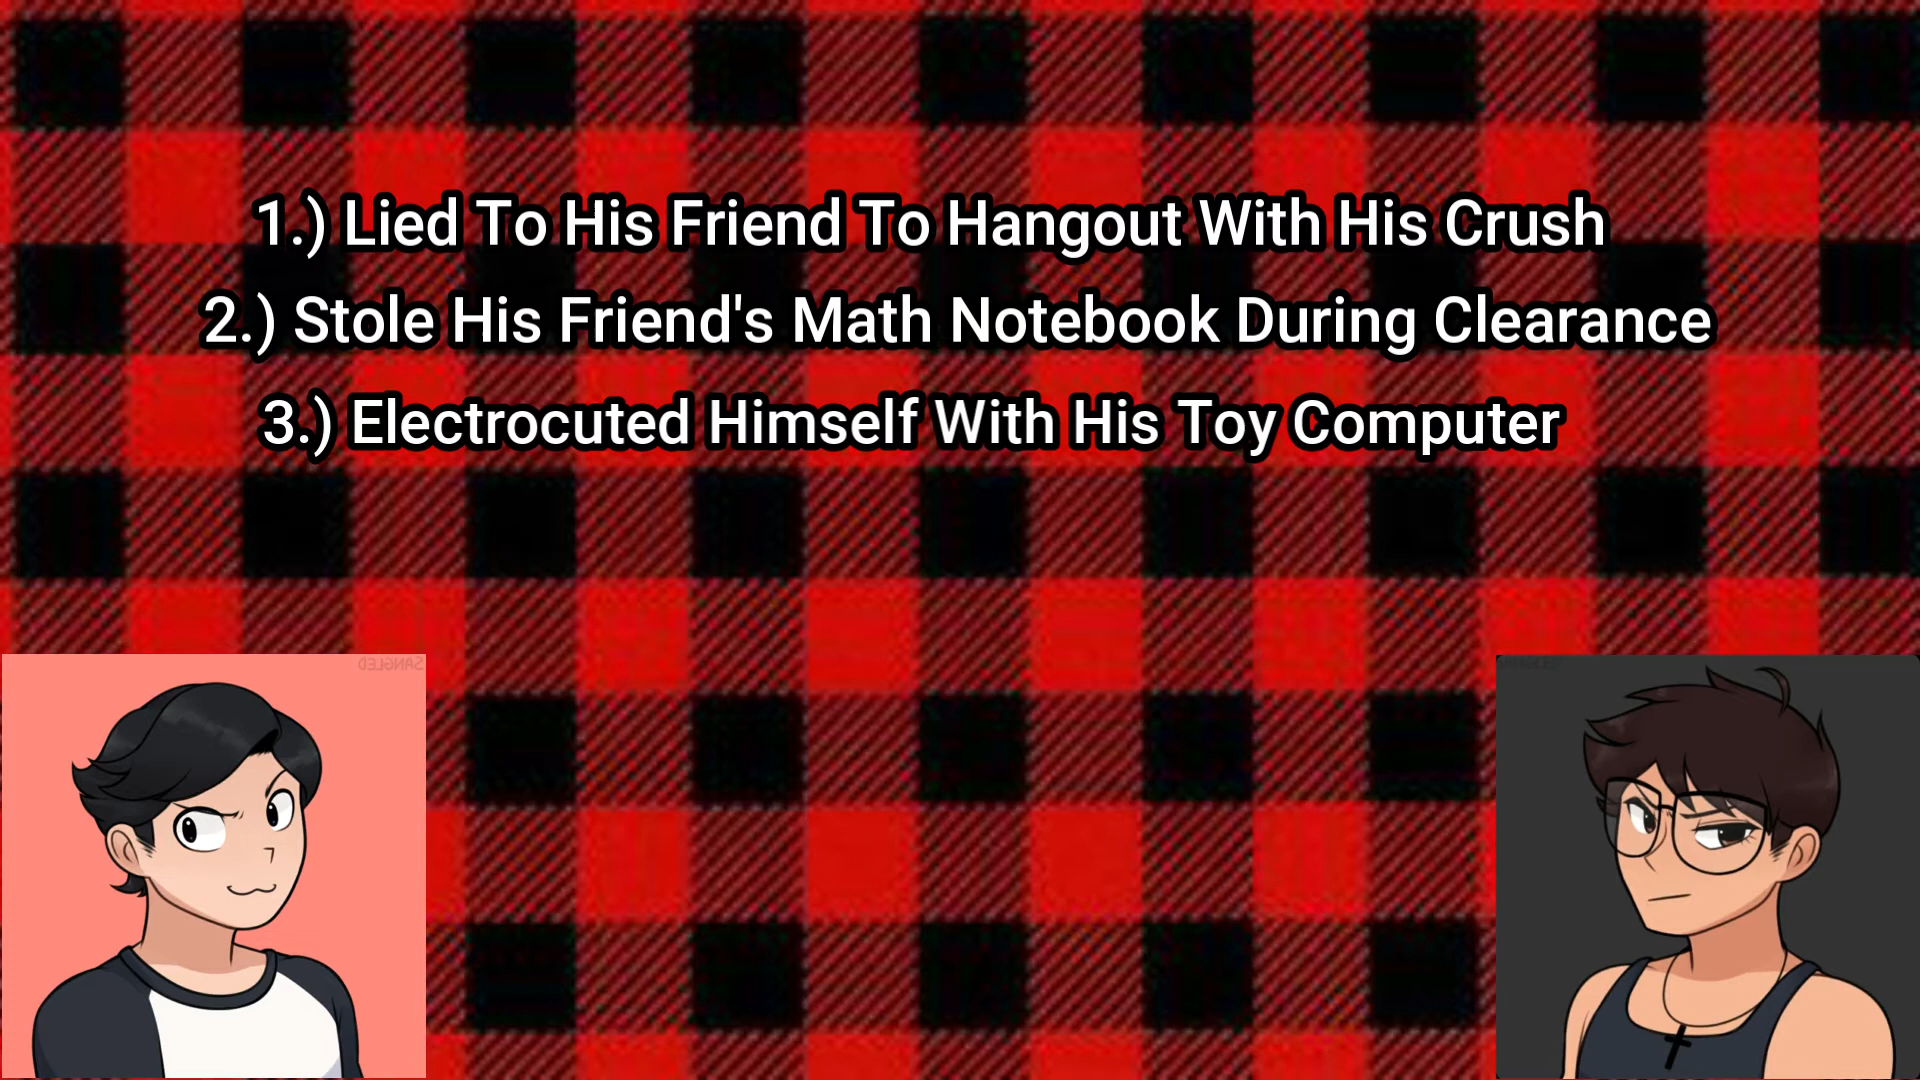 1.) Lied To His Friend To Hangout With His Crush
2.) Stole His Friend's Math Notebook During Clearance
3.) Electrocuted Himself With His Toy Computer
SANGLED